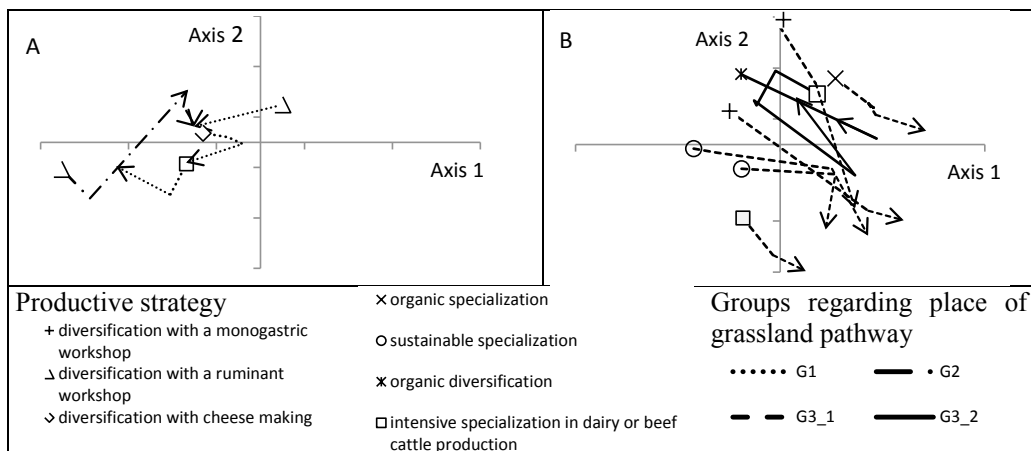 A
Axis 2
Axis 1
B
Axis 2
Axis 1
Productive strategy
diversification with a monogastric
workshop
diversification with a ruminant
workshop
diversification with cheese making
organic specialization
sustainable specialization
organic diversification
intensive specialization in dairy or beef
cattle production
Groups regarding place of
grassland pathway
G1
G2
G3_1
G3_2